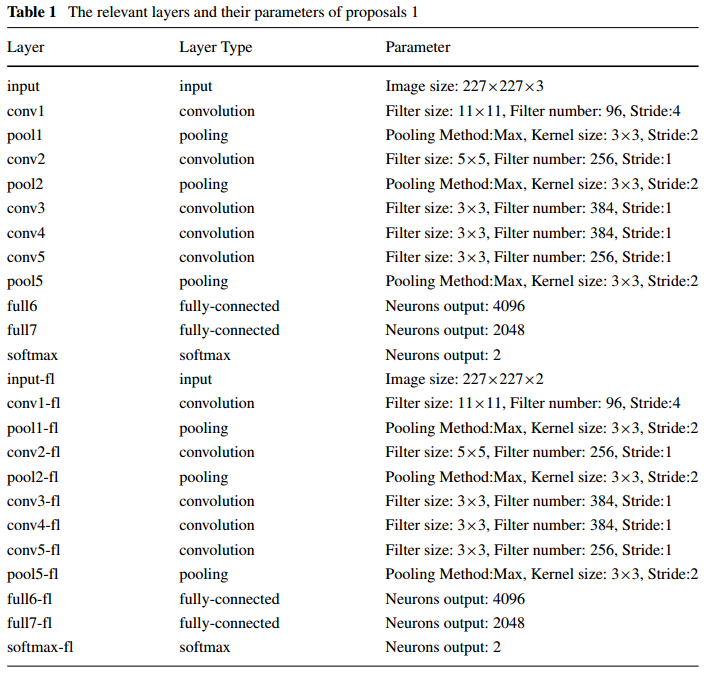 Table 1 The relevant layers and their parameters of proposals 1
Layer Layer Type Parameter
input input Image size: 227×227×3
conv1 convolution Filter size: 11×11, Filter number: 96, Stride:4
pool1 pooling Pooling Method:Max, Kernel size: 3×3, Stride:2
conv2 convolution Filter size: 5×5, Filter number: 256, Stride:1
pool2 pooling Pooling Method:Max, Kernel size: 3×3, Stride:2
conv3 convolution Filter size: 3×3, Filter number: 384, Stride:1
conv4 convolution Filter size: 3×3, Filter number: 384, Stride:1
conv5 convolution Filter size: 3×3, Filter number: 256, Stride:1
pool5 pooling Pooling Method:Max, Kernel size: 3×3, Stride:2
full6 fully-connected Neurons output: 4096
full7 fully-connected Neurons output: 2048
softmax softmax Neurons output: 2
input-fl input Image size: 227×227×2
conv1-fl convolution Filter size: 11×11, Filter number: 96, Stride:4
pool1-fl pooling Pooling Method:Max, Kernel size: 3×3, Stride:2
conv2-fl convolution Filter size: 5×5, Filter number: 256, Stride:1
pool2-fl pooling Pooling Method:Max, Kernel size: 3×3, Stride:2
conv3-fl convolution Filter size: 3×3, Filter number: 384, Stride:1
conv4-fl convolution Filter size: 3×3, Filter number: 384, Stride:1
conv5-fl convolution Filter size: 3×3, Filter number: 256, Stride:1
pool5-fl pooling Pooling Method:Max, Kernel size: 3×3, Stride:2
full6-fl fully-connected Neurons output: 4096
full7-fl fully-connected Neurons output: 2048
softmax-fl softmax Neurons output: 2